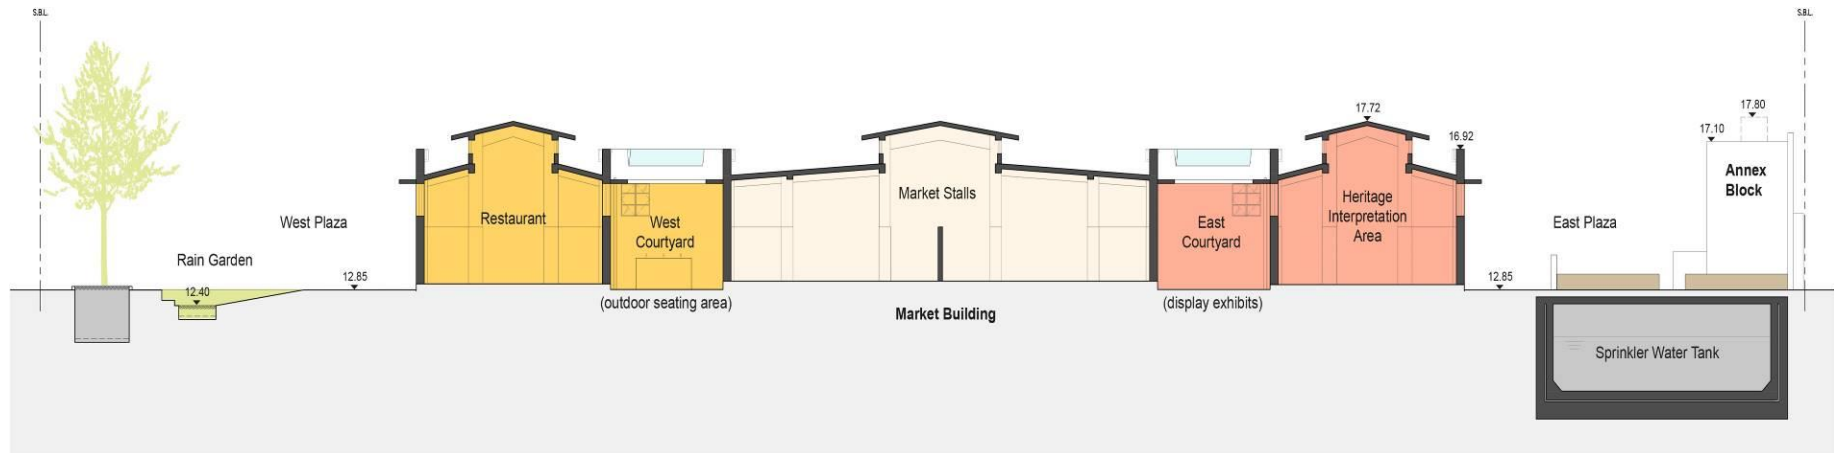 S.B.L.
S.B.L.
17.80
17.72
17.10
16.92
Annex
Block
Market Stalls
Heritage
Interpretation
Area
Restaurant
West
Courtyard
East
Courtyard
West Plaza
East Plaza
Rain Garden
12.85
12.85
12.40
(outdoor seating area)
(display exhibits)
Market Building
Sprinkler Water Tank